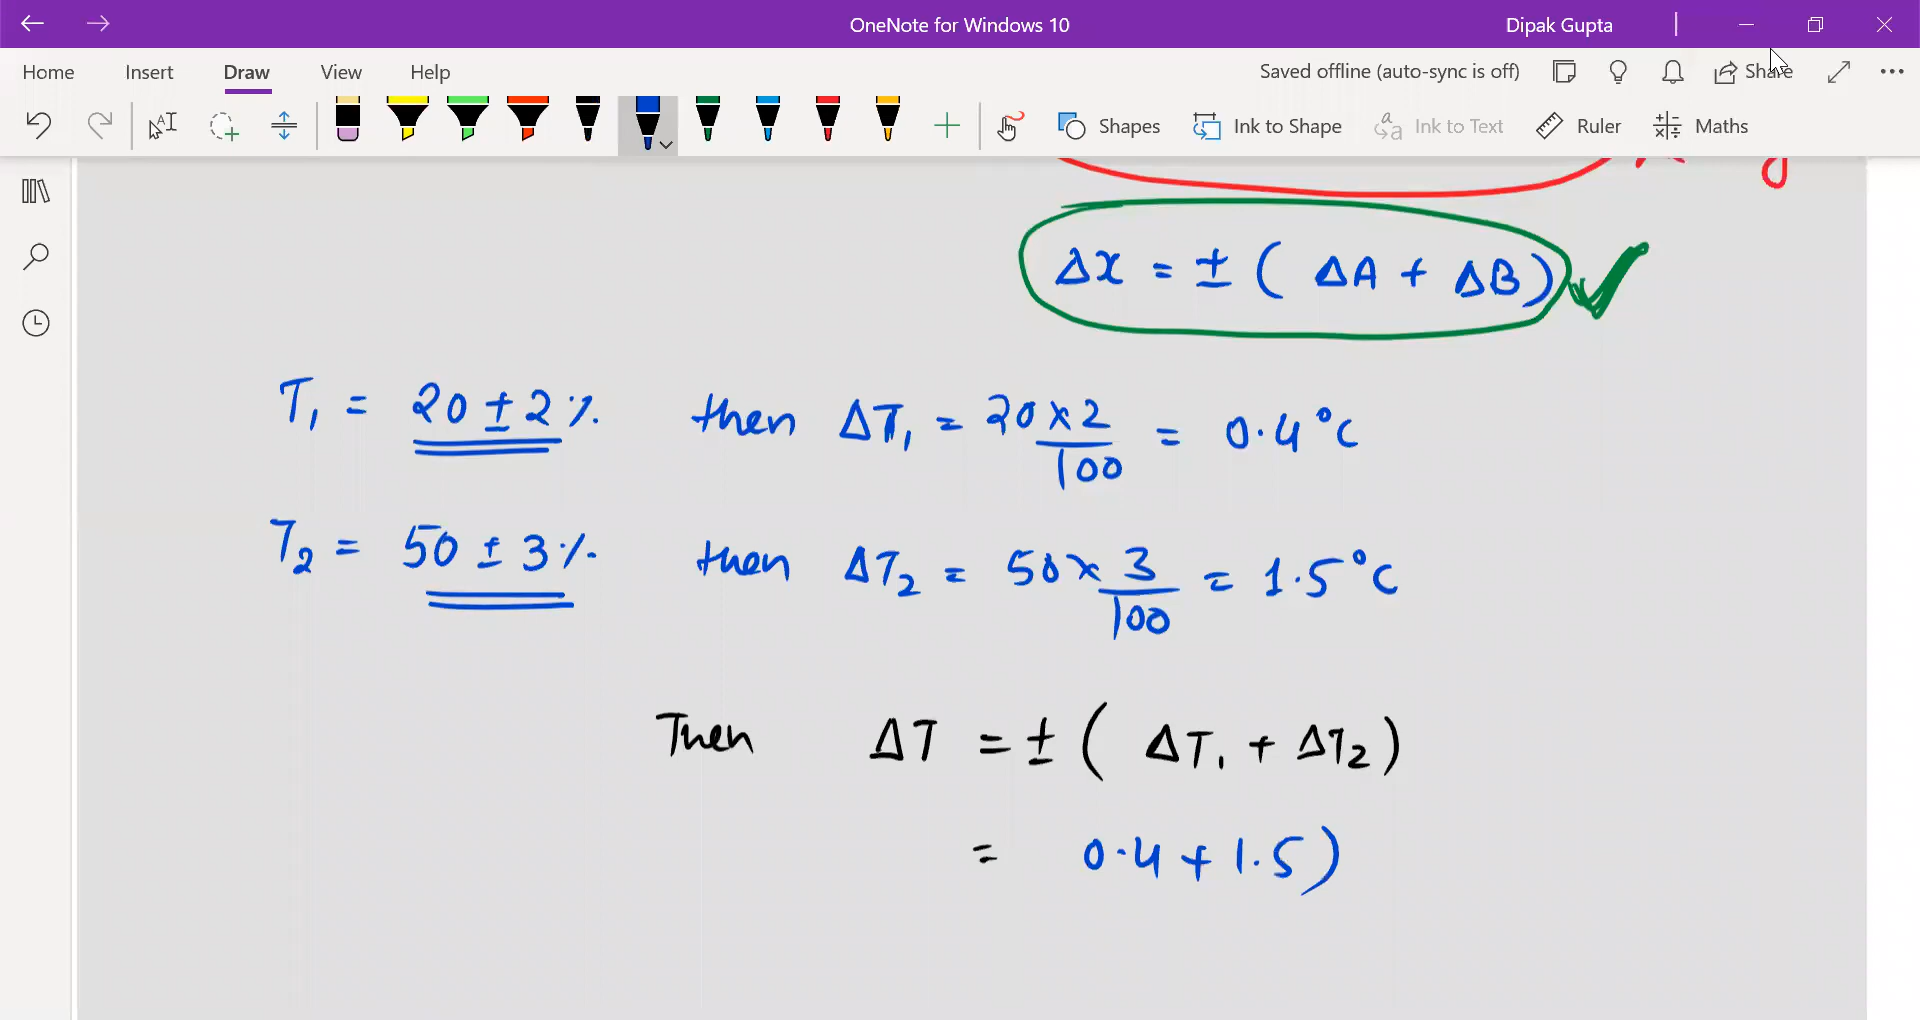 OneNote for Windows 10
Dipak Gupta
Home Insert Draw View Help
Saved offline (auto-sync is off)
Share
Shapes
Ink to Shape
Ink to Text
Ruler
Maths
Δx = ± ( ΔA + ΔB )
T₁ = 20 ± 2 % then ΔT₁ = 20 × 2 / 100 = 0.4 °C
T₂ = 50 ± 3 % then ΔT₂ = 50 × 3 / 100 = 1.5 °C
Then ΔT = ± ( ΔT₁ + ΔT₂ )
= 0.4 + 1.5 )